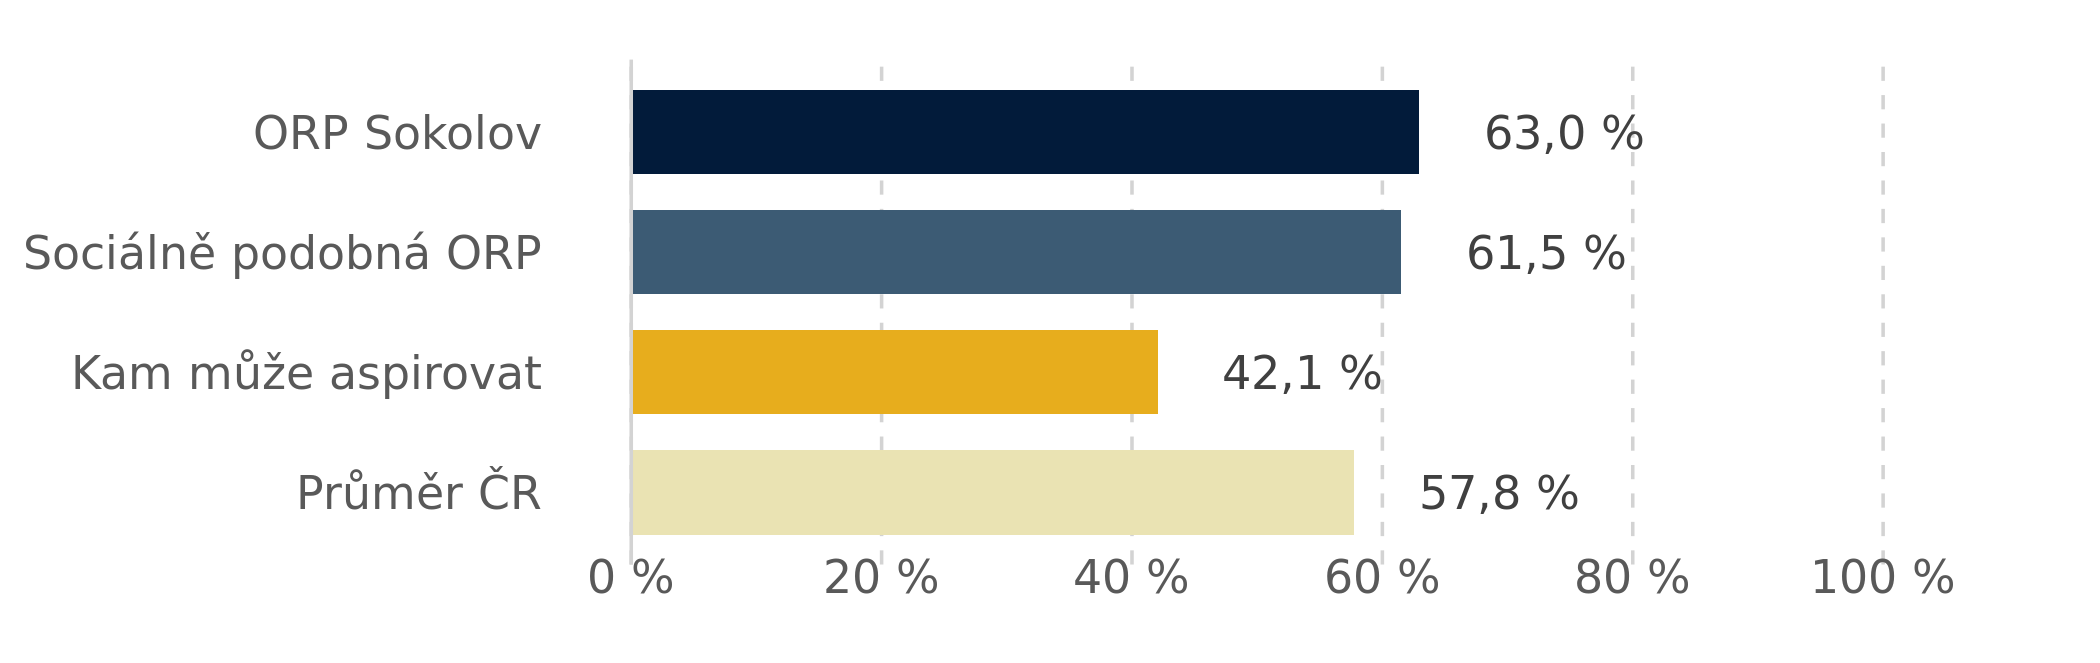 ORP Sokolov 63,0 %
Sociálně podobná ORP 61,5 %
Kam může aspirovat 42,1 %
Průměr ČR 57,8 %
0 % 20 % 40 % 60 % 80 % 100 %